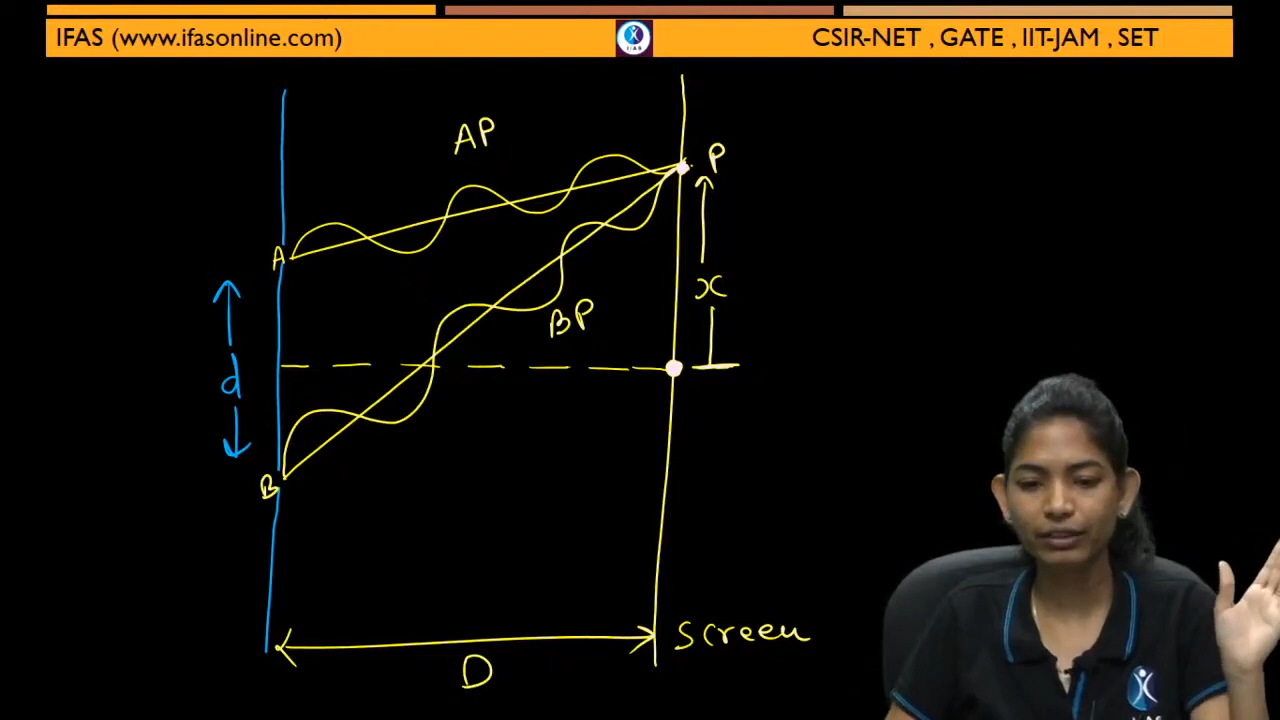 IFAS (www.ifasonline.com)
CSIR-NET , GATE , IIT-JAM , SET
AP
P
A
x
BP
d
B
screen
D